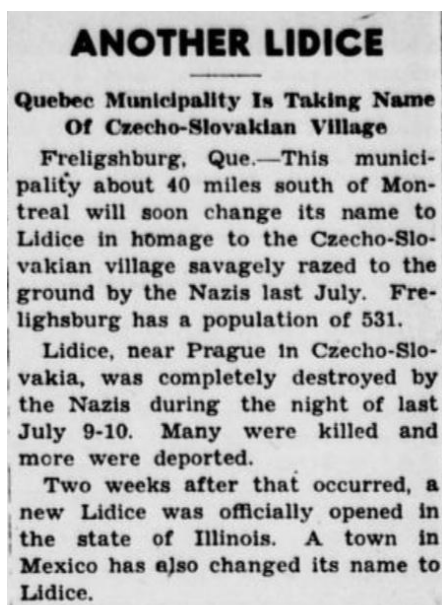 ANOTHER LIDICE
Quebec Municipality Is Taking Name
Of Czecho-Slovakian Village
Freligshburg, Que.—This munici-
pality about 40 miles south of Mon-
treal will soon change its name to
Lidice in homage to the Czecho-Slo-
vakian village savagely razed to the
ground by the Nazis last July. Fre-
lighsburg has a population of 531.
Lidice, near Prague in Czecho-Slo-
vakia, was completely destroyed by
the Nazis during the night of last
July 9-10. Many were killed and
more were deported.
Two weeks after that occurred, a
new Lidice was officially opened in
the state of Illinois. A town in
Mexico has also changed its name to
Lidice.